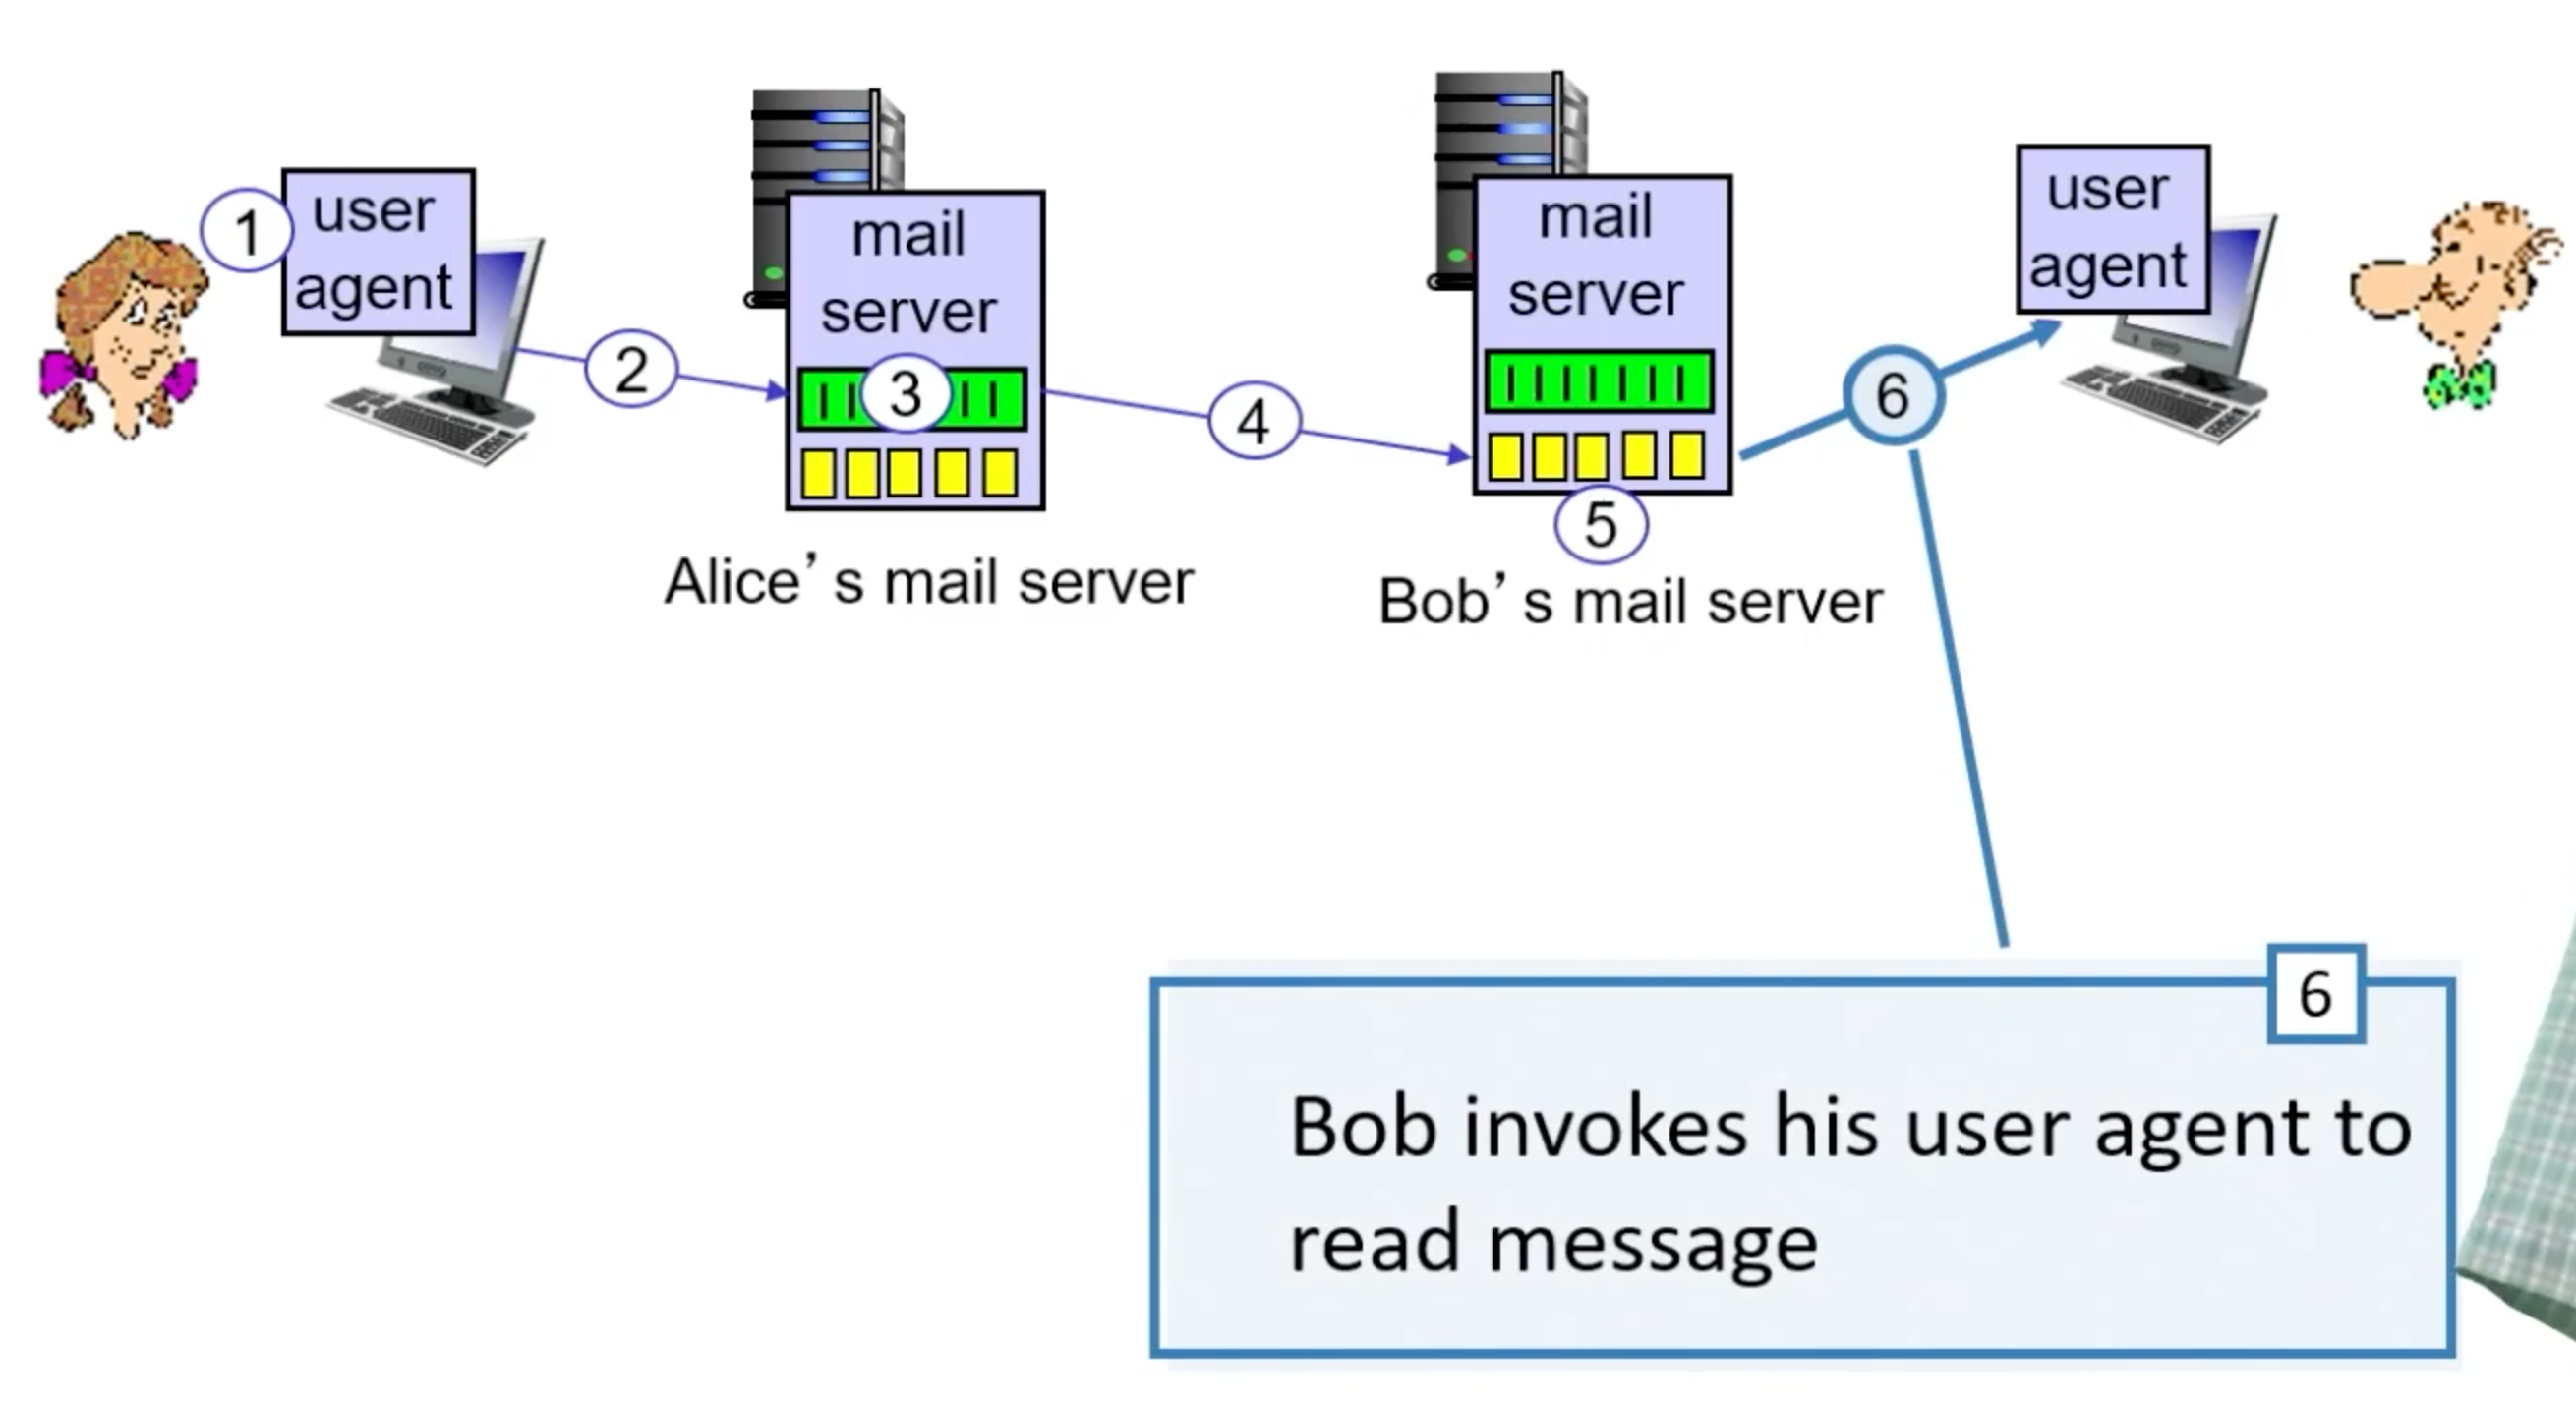 1
user
agent
2
mail
server
3
Alice's mail server
4
mail
server
5
Bob's mail server
6
user
agent
6
Bob invokes his user agent to
read message